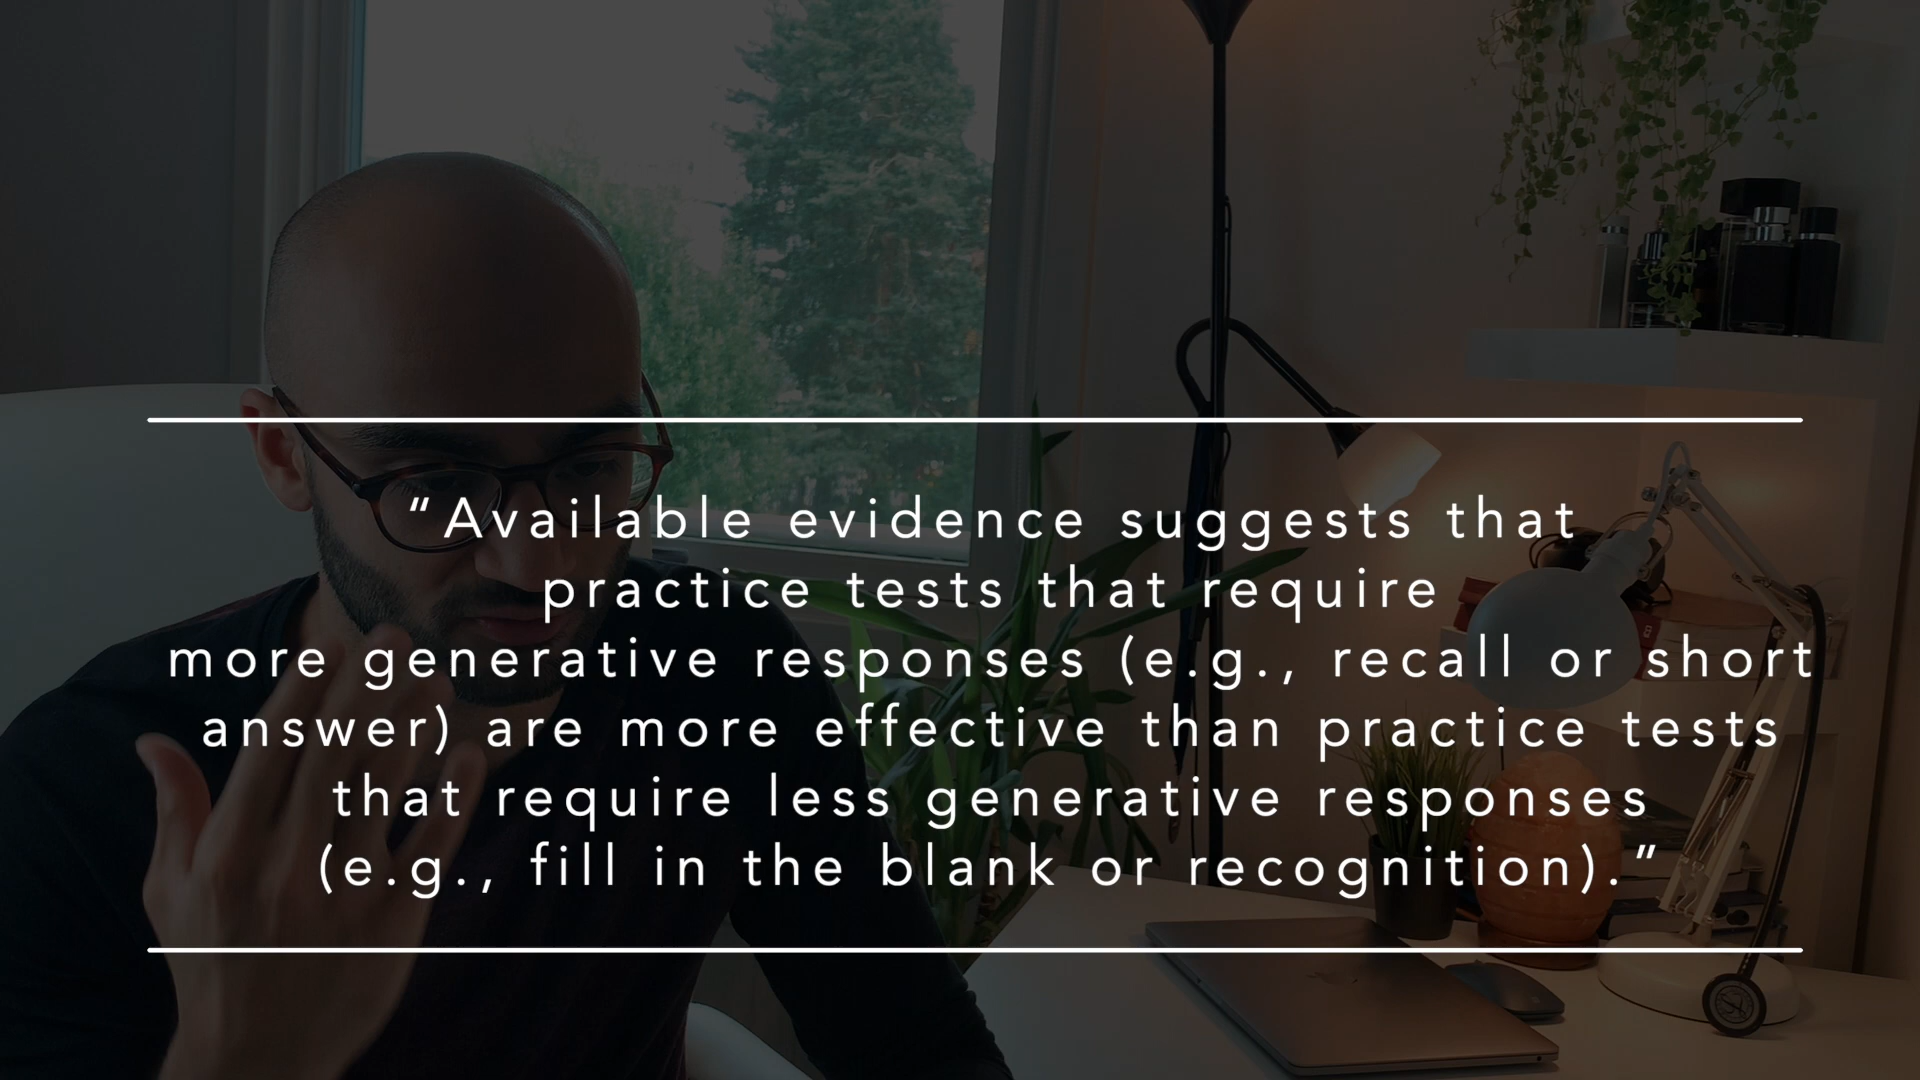 “Available evidence suggests that
practice tests that require
more generative responses (e.g., recall or short
answer) are more effective than practice tests
that require less generative responses
(e.g., fill in the blank or recognition).”